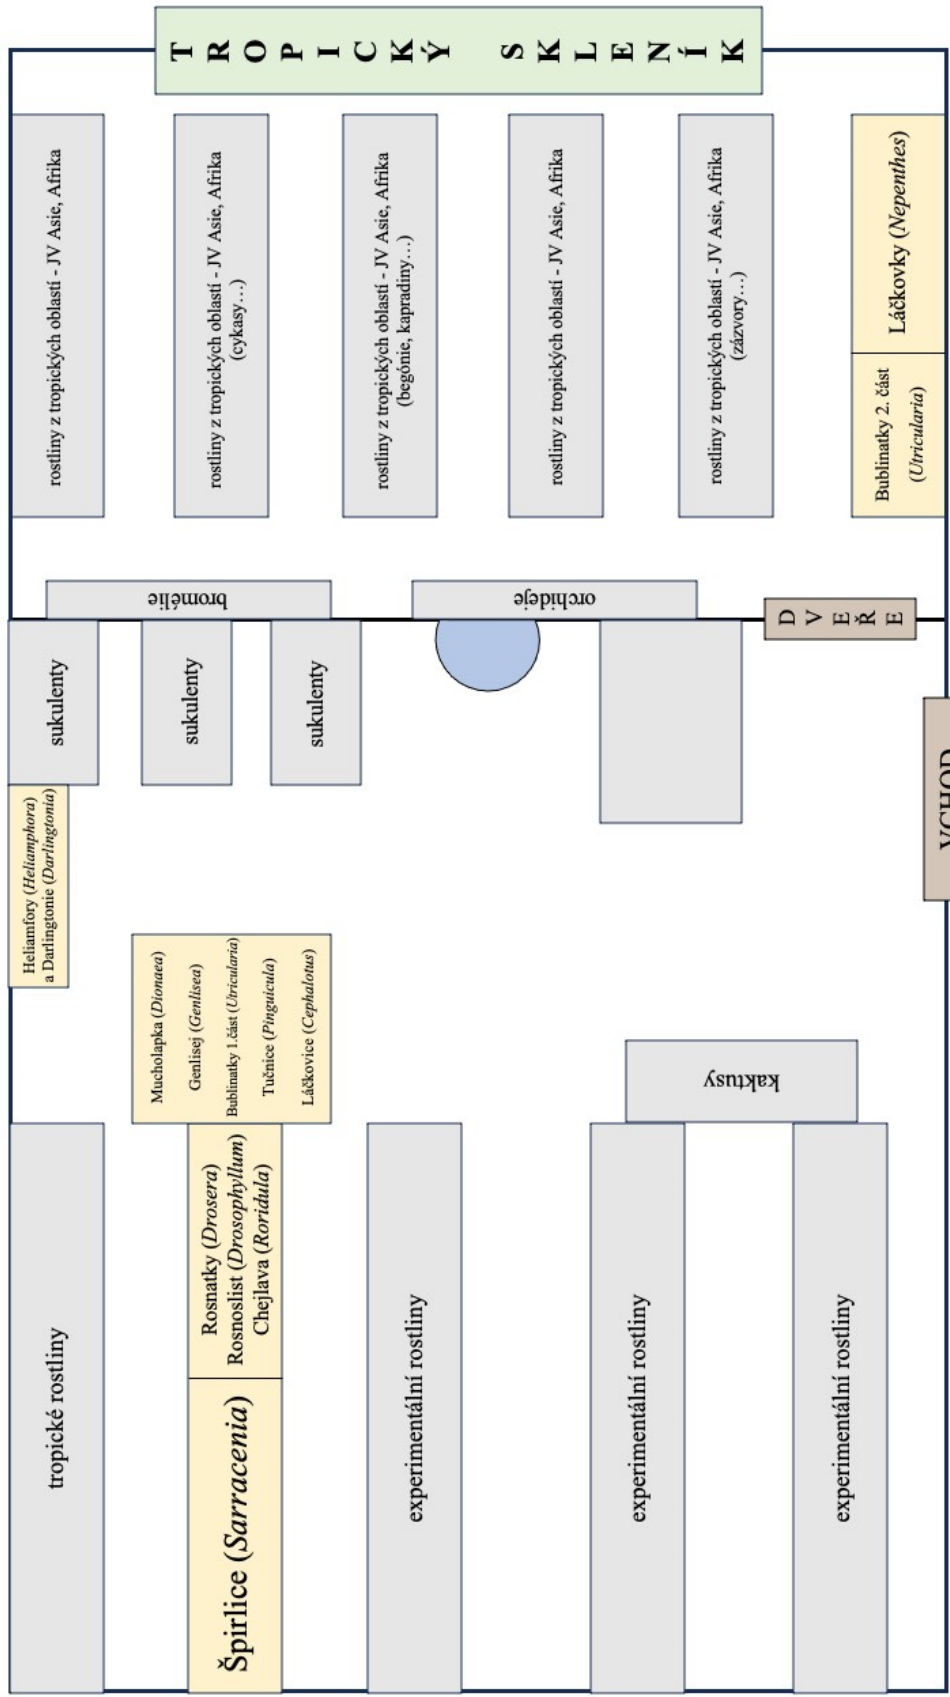 tropické rostliny
Heliamfory (Heliamphora)
a Darlingtonie (Darlingtonia)
sukulenty
rostliny z tropických oblastí - JV Asie, Afrika
Špirlice (Sarracenia)
Rosnatky (Drosera)
Rosnoslist (Drosophyllum)
Chejlava (Roridula)
Mucholapka (Dionaea)
Genlisej (Genlisea)
Bublinatky 1.část (Utricularia)
Tučnice (Pinguicula)
Láčkovice (Cephalotus)
sukulenty
sukulenty
bromélie
rostliny z tropických oblastí - JV Asie, Afrika
(cykasy…)
experimentální rostliny
rostliny z tropických oblastí - JV Asie, Afrika
(begónie, kapradiny…)
TROPICKÝ SKLENÍK
orchideje
rostliny z tropických oblastí - JV Asie, Afrika
experimentální rostliny
kaktusy
rostliny z tropických oblastí - JV Asie, Afrika
(zázvory…)
experimentální rostliny
DVEŘE
Bublinatky 2. část
(Utricularia)
Láčkovky (Nepenthes)
VCHOD